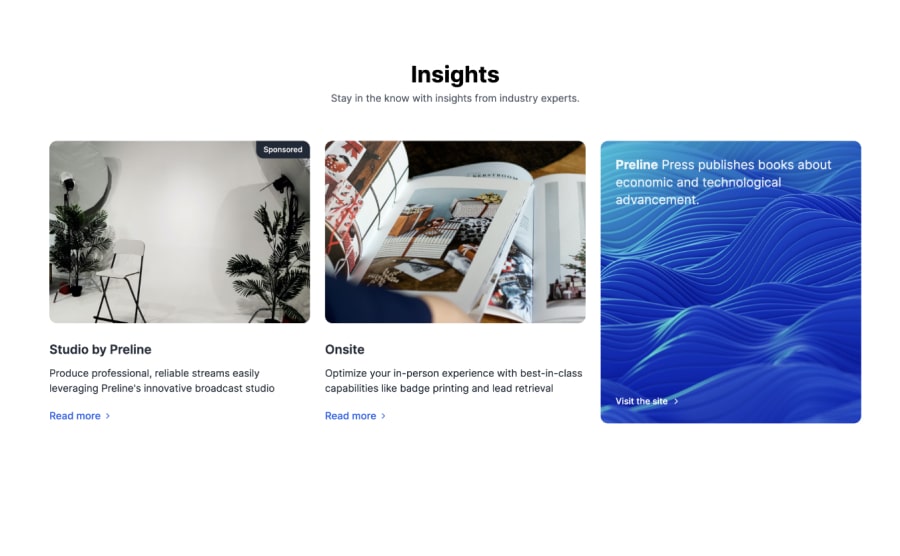 Insights
Stay in the know with insights from industry experts.
Sponsored
Studio by Preline
Produce professional, reliable streams easily
leveraging Preline's innovative broadcast studio
Read more
Onsite
Optimize your in-person experience with best-in-class
capabilities like badge printing and lead retrieval
Read more
Preline Press publishes books about
economic and technological
advancement.
Visit the site